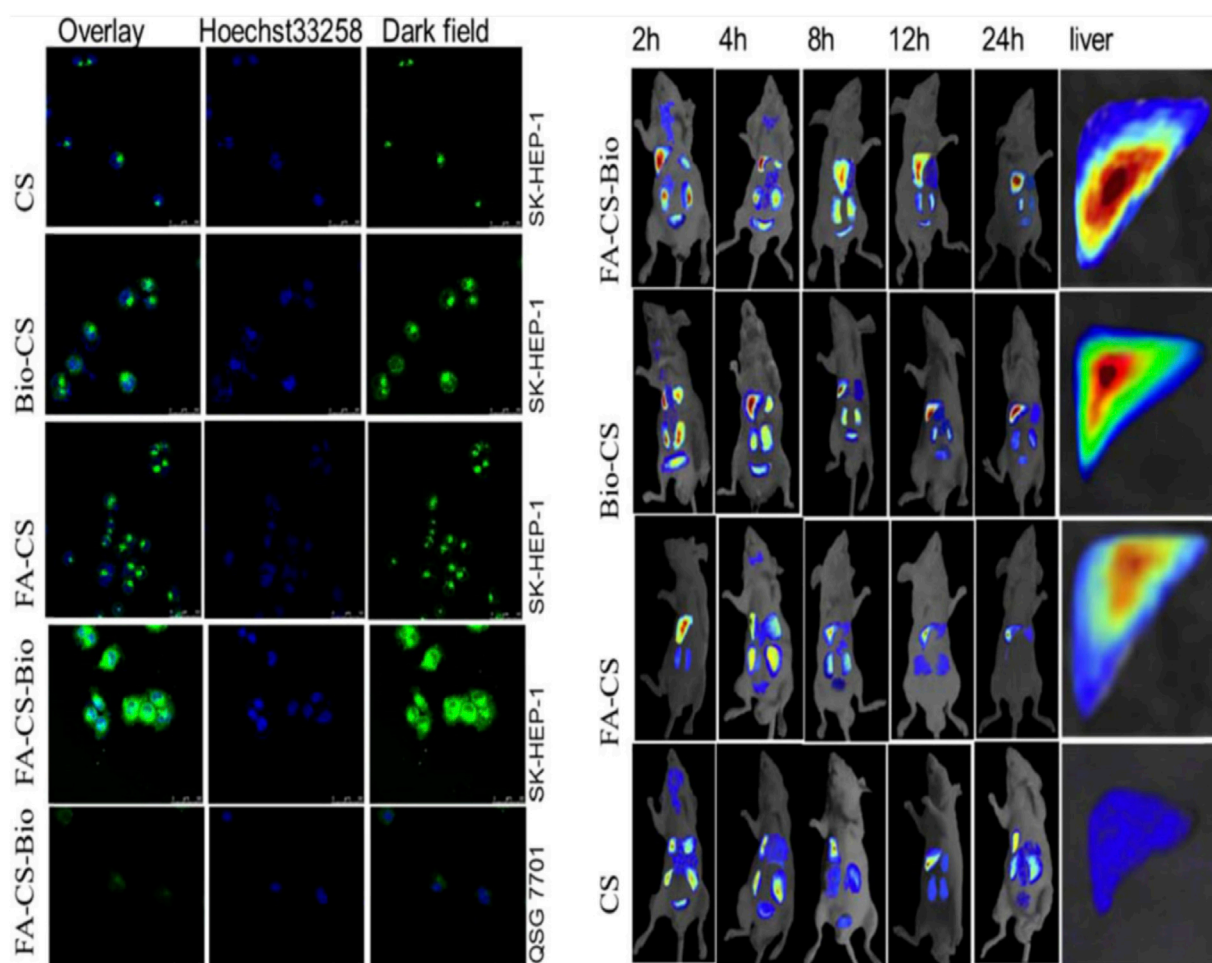 Overlay Hoechst33258 Dark field
CS
SK-HEP-1
Bio-CS
SK-HEP-1
FA-CS
SK-HEP-1
FA-CS-Bio
SK-HEP-1
FA-CS-Bio
QSG 7701
2h 4h 8h 12h 24h liver
FA-CS-Bio
Bio-CS
FA-CS
CS